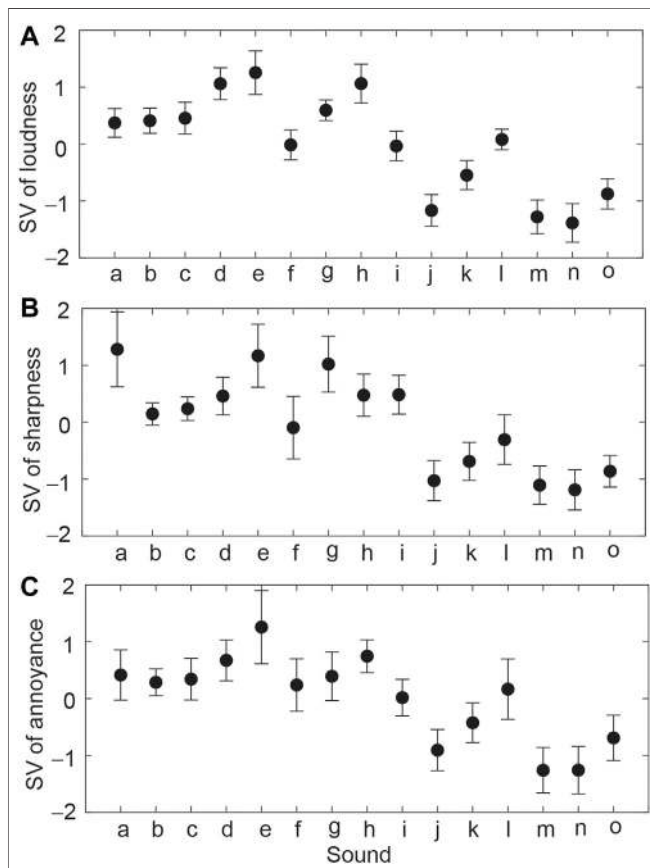 A
SV of loudness
2
1
0
−1
−2
a b c d e f g h i j k l m n o
B
SV of sharpness
2
1
0
−1
−2
a b c d e f g h i j k l m n o
C
SV of annoyance
2
1
0
−1
−2
a b c d e f g h i j k l m n o
Sound